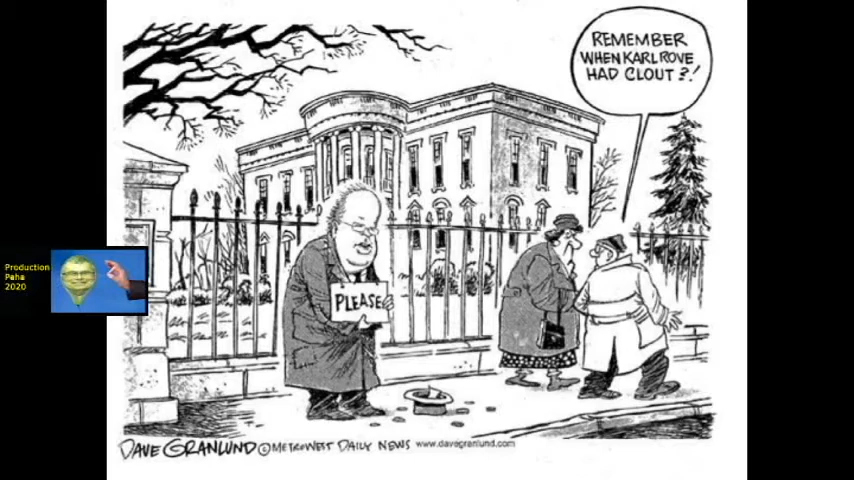 REMEMBER
WHEN KARL ROVE
HAD CLOUT?!
Production
Paha
2020
PLEASE
DAVE GRANLUND © METROWEST DAILY NEWS www.davegranlund.com